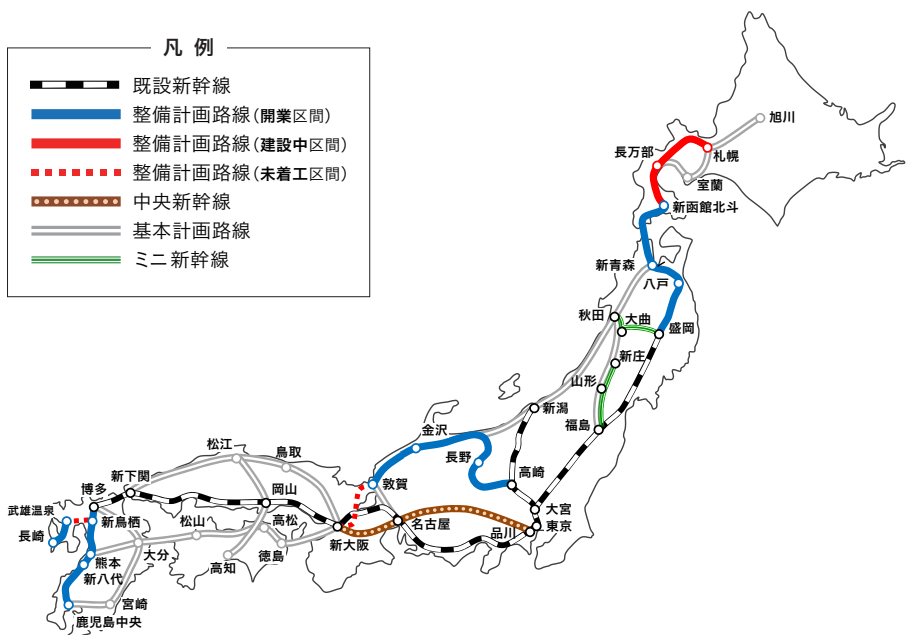 凡 例
既設新幹線
整備計画路線(開業区間)
整備計画路線(建設中区間)
整備計画路線(未着工区間)
中央新幹線
基本計画路線
ミニ新幹線
旭川
長万部
札幌
室蘭
新函館北斗
新青森
八戸
秋田
大曲
盛岡
新庄
山形
新潟
福島
金沢
長野
高崎
松江
鳥取
敦賀
大宮
東京
品川
名古屋
新大阪
岡山
新下関
博多
武雄温泉
新鳥栖
長崎
松山
高松
徳島
高知
大分
熊本
新八代
宮崎
鹿児島中央